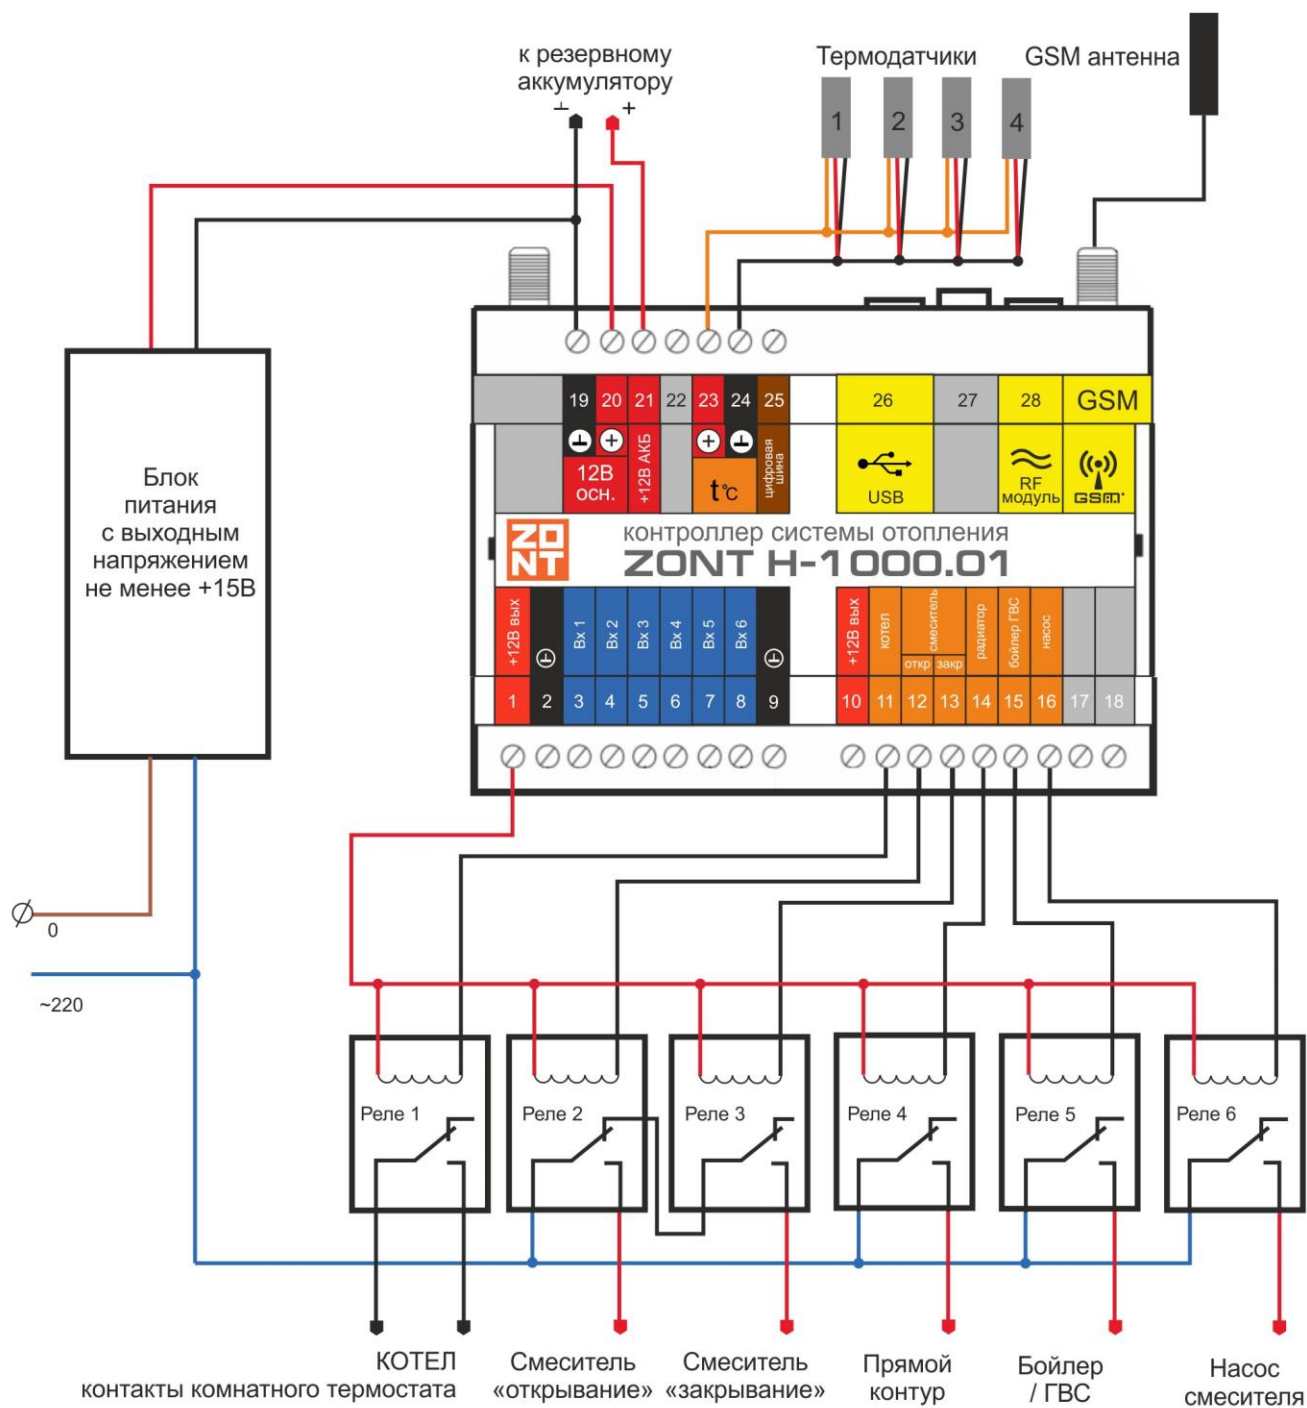 к резервному
аккумулятору
+
Термодатчики
GSM антенна
1 2 3 4
Блок
питания
с выходным
напряжением
не менее +15В
19 20 21 22 23 24 25 26 27 28 GSM
12В
осн.
+12В АКБ
t°C
цифровая
шина
USB
RF
модуль
GSM
ZONT
контроллер системы отопления
ZONT H-1000.01
+12В вых
Вх 1
Вх 2
Вх 3
Вх 4
Вх 5
Вх 6
+12В вых
котел
смеситель
откр закр
радиатор
бойлер ГВС
насос
1 2 3 4 5 6 7 8 9 10 11 12 13 14 15 16 17 18
0
~220
Реле 1
Реле 2
Реле 3
Реле 4
Реле 5
Реле 6
КОТЕЛ
контакты комнатного термостата
Смеситель
«открывание»
Смеситель
«закрывание»
Прямой
контур
Бойлер
/ ГВС
Насос
смесителя